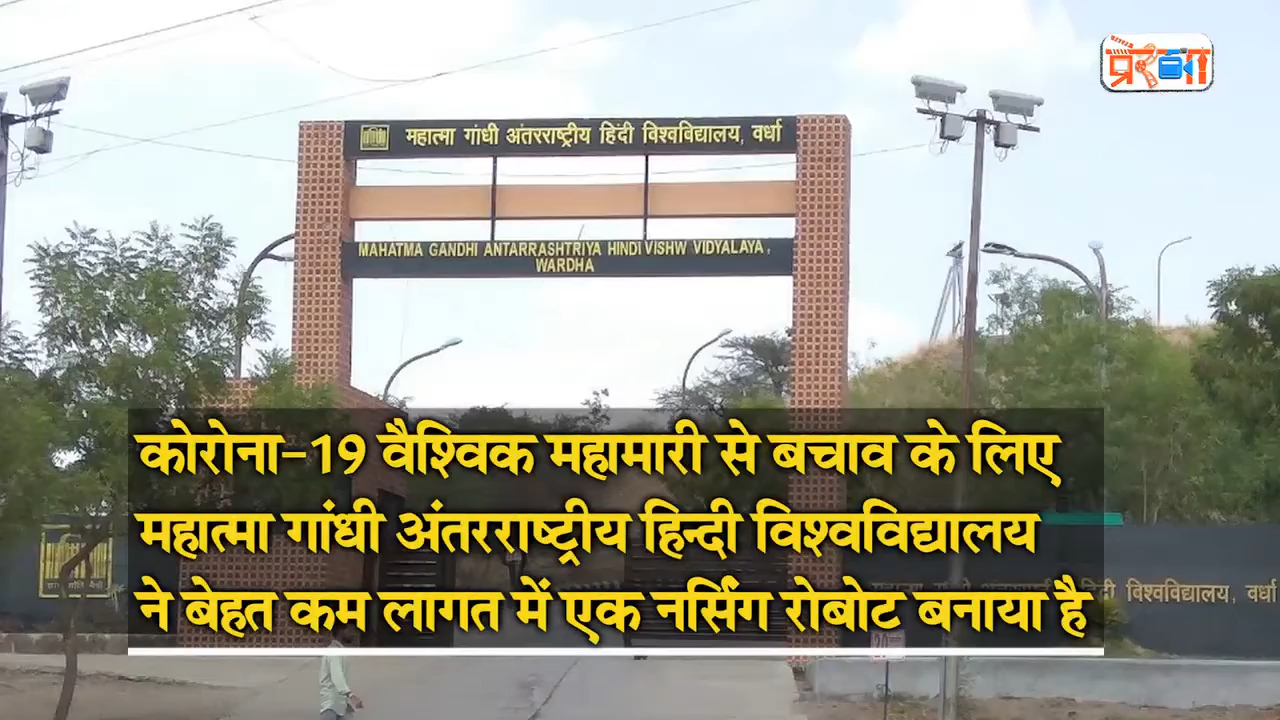 प्रज्ञा
महात्मा गांधी अंतरराष्ट्रीय हिंदी विश्वविद्यालय, वर्धा
MAHATMA GANDHI ANTARRASHTRIYA HINDI VISHW VIDYALAYA,
WARDHA
कोरोना-19 वैश्विक महामारी से बचाव के लिए
महात्मा गांधी अंतरराष्ट्रीय हिन्दी विश्वविद्यालय
ने बेहत कम लागत में एक नर्सिंग रोबोट बनाया है
हिंदी विश्वविद्यालय, वर्धा